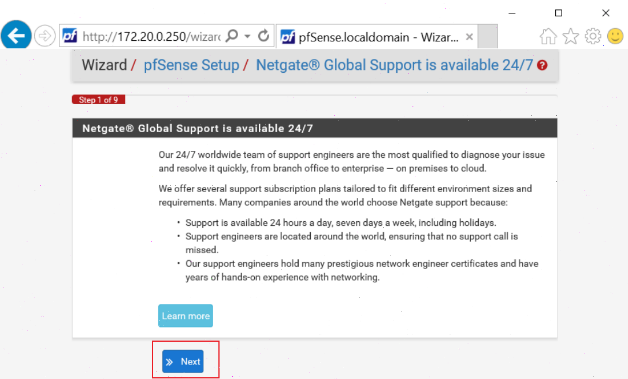 http://172.20.0.250/wizard
pfSense.localdomain - Wizar...
Wizard / pfSense Setup / Netgate® Global Support is available 24/7
Step 1 of 9
Netgate® Global Support is available 24/7
Our 24/7 worldwide team of support engineers are the most qualified to diagnose your issue
and resolve it quickly, from branch office to enterprise — on premises to cloud.
We offer several support subscription plans tailored to fit different environment sizes and
requirements. Many companies around the world choose Netgate support because:
• Support is available 24 hours a day, seven days a week, including holidays.
• Support engineers are located around the world, ensuring that no support call is
missed.
• Our support engineers hold many prestigious network engineer certificates and have
years of hands-on experience with networking.
Learn more
» Next